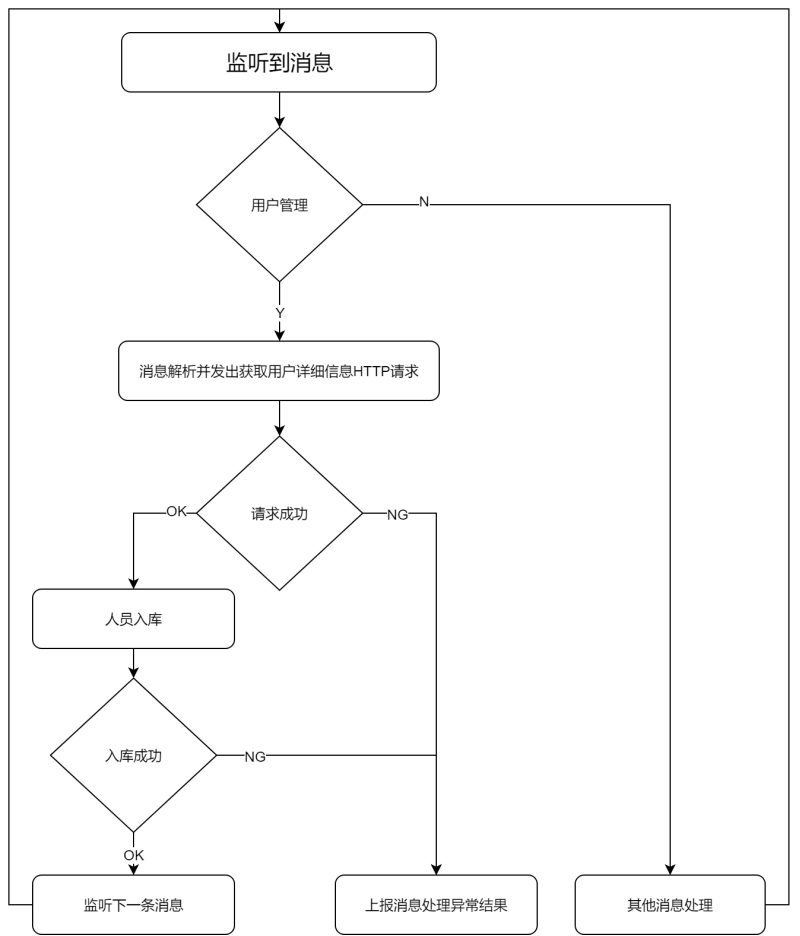 监听到消息
用户管理
N
Y
消息解析并发出获取用户详细信息HTTP请求
请求成功
OK
NG
人员入库
入库成功
NG
OK
监听下一条消息
上报消息处理异常结果
其他消息处理